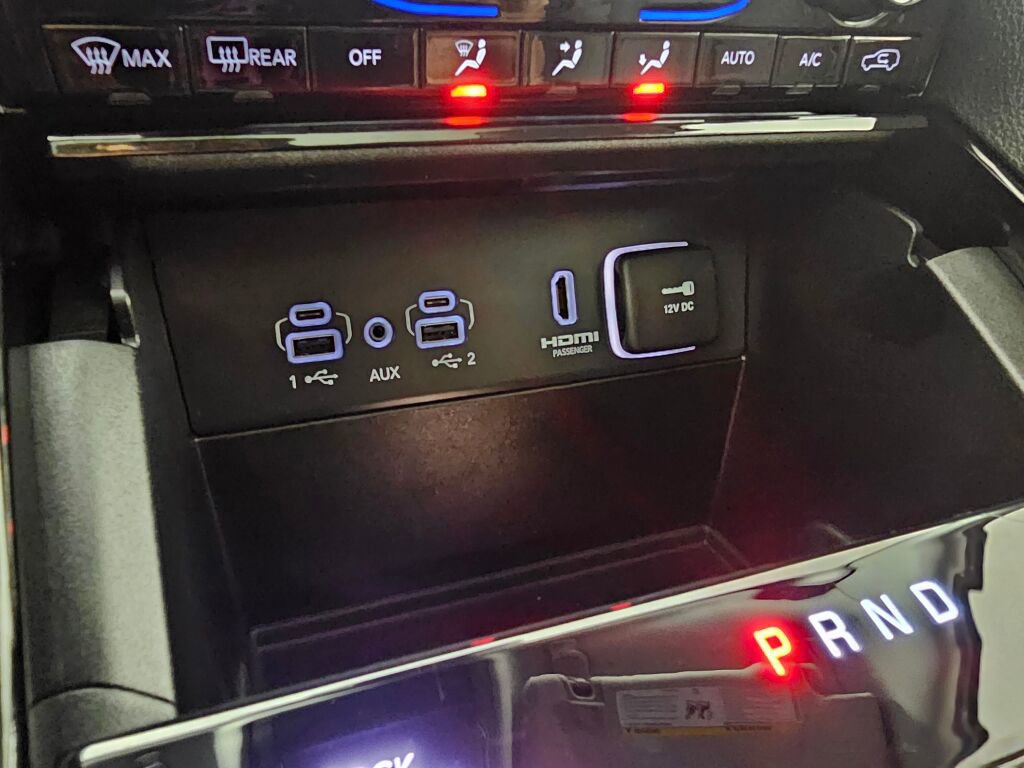 MAX
REAR
OFF
AUTO
A/C
12V DC
HDMI
PASSENGER
1
AUX
2
P R N D